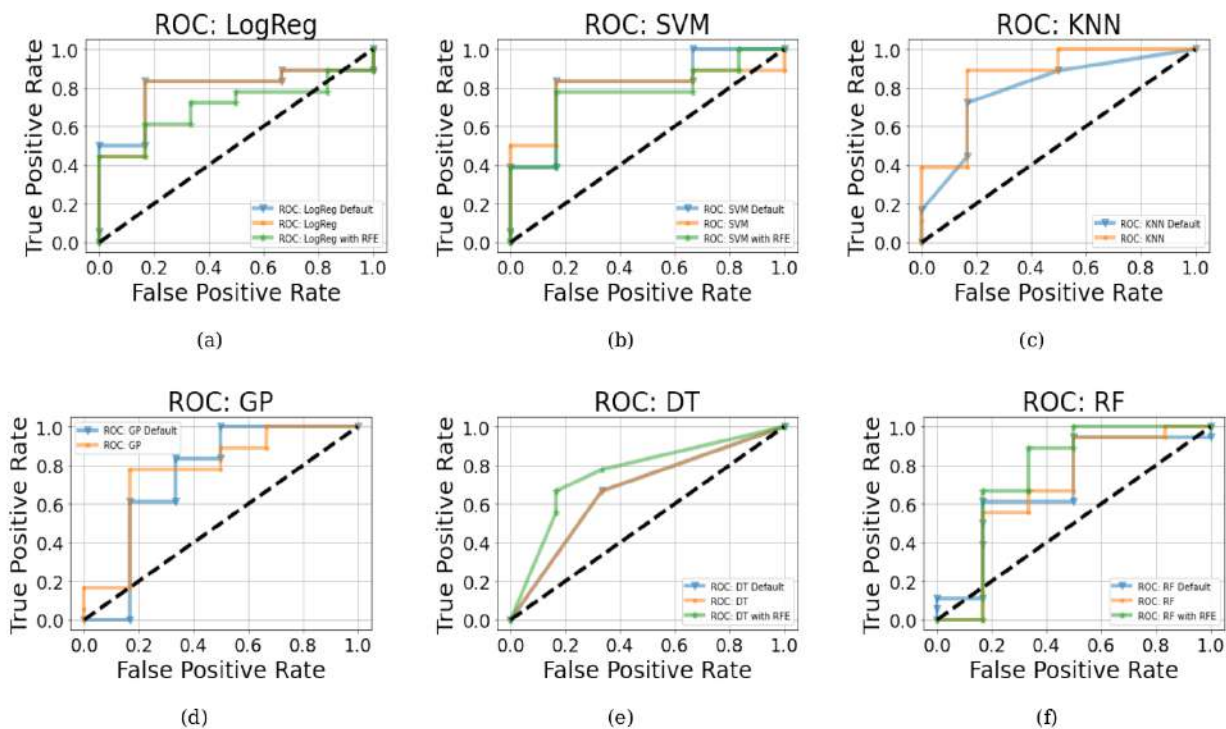 ROC: LogReg
True Positive Rate
1.0
0.8
0.6
0.4
0.2
0.0
ROC: LogReg Default
ROC: LogReg
ROC: LogReg with RFE
0.0 0.2 0.4 0.6 0.8 1.0
False Positive Rate
(a)
ROC: SVM
True Positive Rate
1.0
0.8
0.6
0.4
0.2
0.0
ROC: SVM Default
ROC: SVM
ROC: SVM with RFE
0.0 0.2 0.4 0.6 0.8 1.0
False Positive Rate
(b)
ROC: KNN
True Positive Rate
1.0
0.8
0.6
0.4
0.2
0.0
ROC: KNN Default
ROC: KNN
0.0 0.2 0.4 0.6 0.8 1.0
False Positive Rate
(c)
ROC: GP
True Positive Rate
1.0
0.8
0.6
0.4
0.2
0.0
ROC: GP Default
ROC: GP
0.0 0.2 0.4 0.6 0.8 1.0
False Positive Rate
(d)
ROC: DT
True Positive Rate
1.0
0.8
0.6
0.4
0.2
0.0
ROC: DT Default
ROC: DT
ROC: DT with RFE
0.0 0.2 0.4 0.6 0.8 1.0
False Positive Rate
(e)
ROC: RF
True Positive Rate
1.0
0.8
0.6
0.4
0.2
0.0
ROC: RF Default
ROC: RF
ROC: RF with RFE
0.0 0.2 0.4 0.6 0.8 1.0
False Positive Rate
(f)